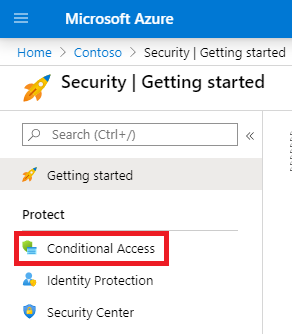 Microsoft Azure
Home > Contoso > Security | Getting started
Security | Getting started
Search (Ctrl+/)
Getting started
Protect
Conditional Access
Identity Protection
Security Center